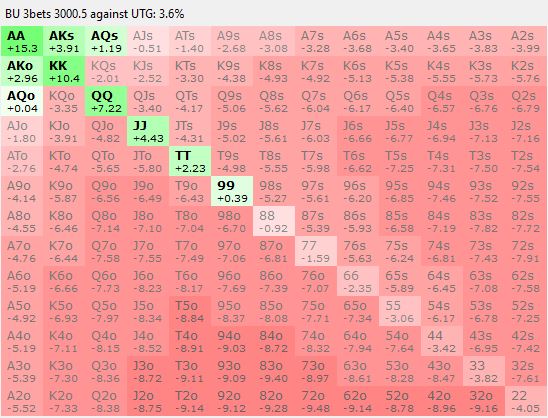 BU 3bets 3000.5 against UTG: 3.6%
AA AKs AQs AJs ATs A9s A8s A7s A6s A5s A4s A3s A2s
+15.3 +3.91 +1.19 -0.51 -1.40 -2.68 -3.08 -3.28 -3.68 -3.40 -3.65 -3.83 -3.99
AKo KK KQs KJs KTs K9s K8s K7s K6s K5s K4s K3s K2s
+2.96 +10.4 -2.01 -2.52 -3.30 -4.38 -4.93 -4.92 -5.13 -5.38 -5.55 -5.73 -5.76
AQo KQo QQ QJs QTs Q9s Q8s Q7s Q6s Q5s Q4s Q3s Q2s
+0.04 -3.35 +7.22 -3.40 -4.17 -5.06 -5.62 -6.04 -6.17 -6.40 -6.57 -6.76 -6.79
AJo KJo QJo JJ JTs J9s J8s J7s J6s J5s J4s J3s J2s
-1.80 -3.91 -4.82 +4.43 -4.31 -5.02 -5.61 -6.03 -6.66 -6.77 -6.94 -7.13 -7.16
ATo KTo QTo JTo TT T9s T8s T7s T6s T5s T4s T3s T2s
-2.76 -4.74 -5.65 -5.80 +2.23 -4.98 -5.55 -5.98 -6.62 -7.25 -7.31 -7.50 -7.54
A9o K9o Q9o J9o T9o 99 98s 97s 96s 95s 94s 93s 92s
-4.14 -5.87 -6.56 -6.49 -6.43 +0.39 -5.27 -5.61 -6.20 -6.85 -7.46 -7.52 -7.55
A8o K8o Q8o J8o T8o 98o 88 87s 86s 85s 84s 83s 82s
-4.55 -6.46 -7.14 -7.10 -7.04 -6.70 -0.92 -5.39 -5.93 -6.58 -7.19 -7.82 -7.72
A7o K7o Q7o J7o T7o 97o 87o 77 76s 75s 74s 73s 72s
-4.76 -6.44 -7.58 -7.55 -7.49 -7.06 -6.81 -1.59 -5.63 -6.24 -6.81 -7.43 -7.91
A6o K6o Q6o J6o T6o 96o 86o 76o 66 65s 64s 63s 62s
-5.19 -6.66 -7.73 -8.23 -8.17 -7.69 -7.39 -7.07 -2.35 -5.89 -6.45 -7.08 -7.58
A5o K5o Q5o J5o T5o 95o 85o 75o 65o 55 54s 53s 52s
-4.92 -6.93 -7.97 -8.34 -8.84 -8.37 -8.08 -7.71 -7.34 -3.06 -6.17 -6.78 -7.25
A4o K4o Q4o J4o T4o 94o 84o 74o 64o 54o 44 43s 42s
-5.19 -7.11 -8.15 -8.52 -8.91 -9.03 -8.72 -8.32 -7.94 -7.64 -3.42 -6.95 -7.42
A3o K3o Q3o J3o T3o 93o 83o 73o 63o 53o 43o 33 32s
-5.39 -7.30 -8.36 -8.72 -9.11 -9.09 -9.40 -8.97 -8.61 -8.28 -8.47 -3.82 -7.61
A2o K2o Q2o J2o T2o 92o 82o 72o 62o 52o 42o 32o 22
-5.52 -7.33 -8.38 -8.75 -9.14 -9.12 -9.28 -9.48 -9.14 -8.78 -8.96 -9.16 -4.05